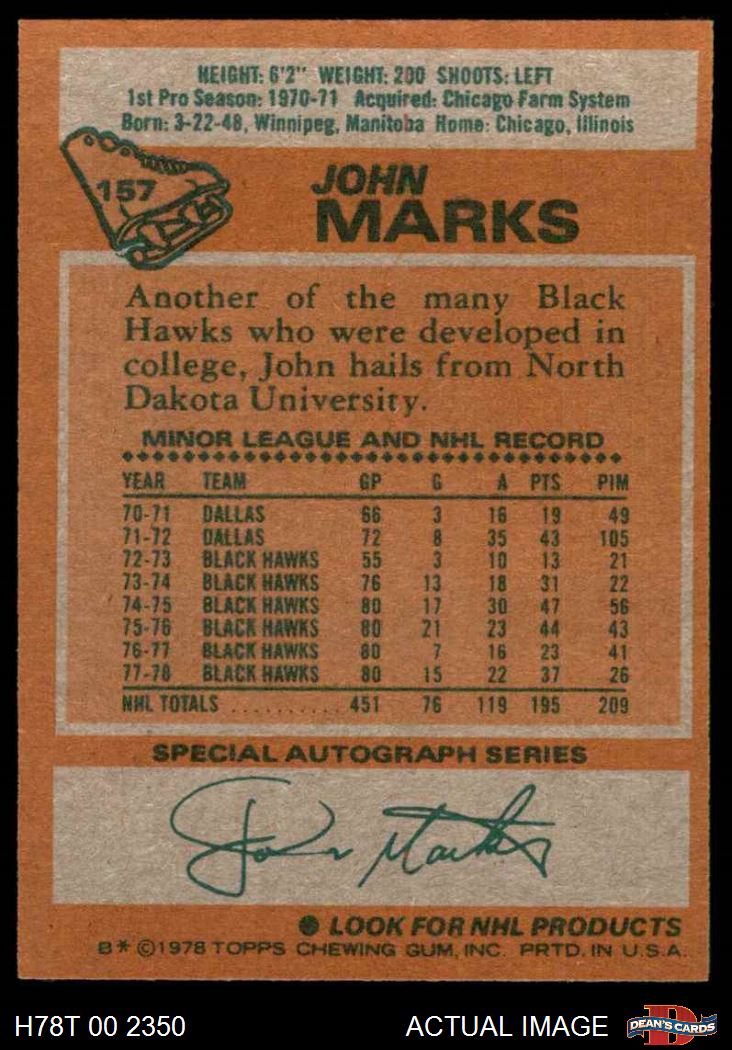 HEIGHT: 6'2" WEIGHT: 200 SHOOTS: LEFT
1st Pro Season: 1970-71 Acquired: Chicago Farm System
Born: 3-22-48, Winnipeg, Manitoba Home: Chicago, Illinois
157
JOHN
MARKS
Another of the many Black
Hawks who were developed in
college, John hails from North
Dakota University.
MINOR LEAGUE AND NHL RECORD
YEAR TEAM GP G A PTS PIM
70-71 DALLAS 66 3 16 19 49
71-72 DALLAS 72 8 35 43 105
72-73 BLACK HAWKS 55 3 10 13 21
73-74 BLACK HAWKS 76 13 18 31 22
74-75 BLACK HAWKS 80 17 30 47 56
75-76 BLACK HAWKS 80 21 23 44 43
76-77 BLACK HAWKS 80 7 16 23 41
77-78 BLACK HAWKS 80 15 22 37 26
NHL TOTALS .......... 451 76 119 195 209
SPECIAL AUTOGRAPH SERIES
John Marks
● LOOK FOR NHL PRODUCTS
B* ©1978 TOPPS CHEWING GUM, INC. PRTD. IN U.S.A.
H78T 00 2350 ACTUAL IMAGE D DEAN'S CARDS